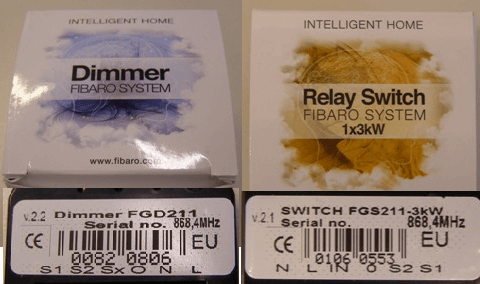 INTELLIGENT HOME
Dimmer
FIBARO SYSTEM
www.fibaro.com
INTELLIGENT HOME
Relay Switch
FIBARO SYSTEM
1x3kW
v.2.2 Dimmer FGD211
Serial no. 868,4MHz
CE EU
0082 0806
S1 S2 Sx O N L
v.2.1 SWITCH FGS211-3kW
Serial no. 868,4MHz
CE EU
0106 0553
N L IN O S2 S1